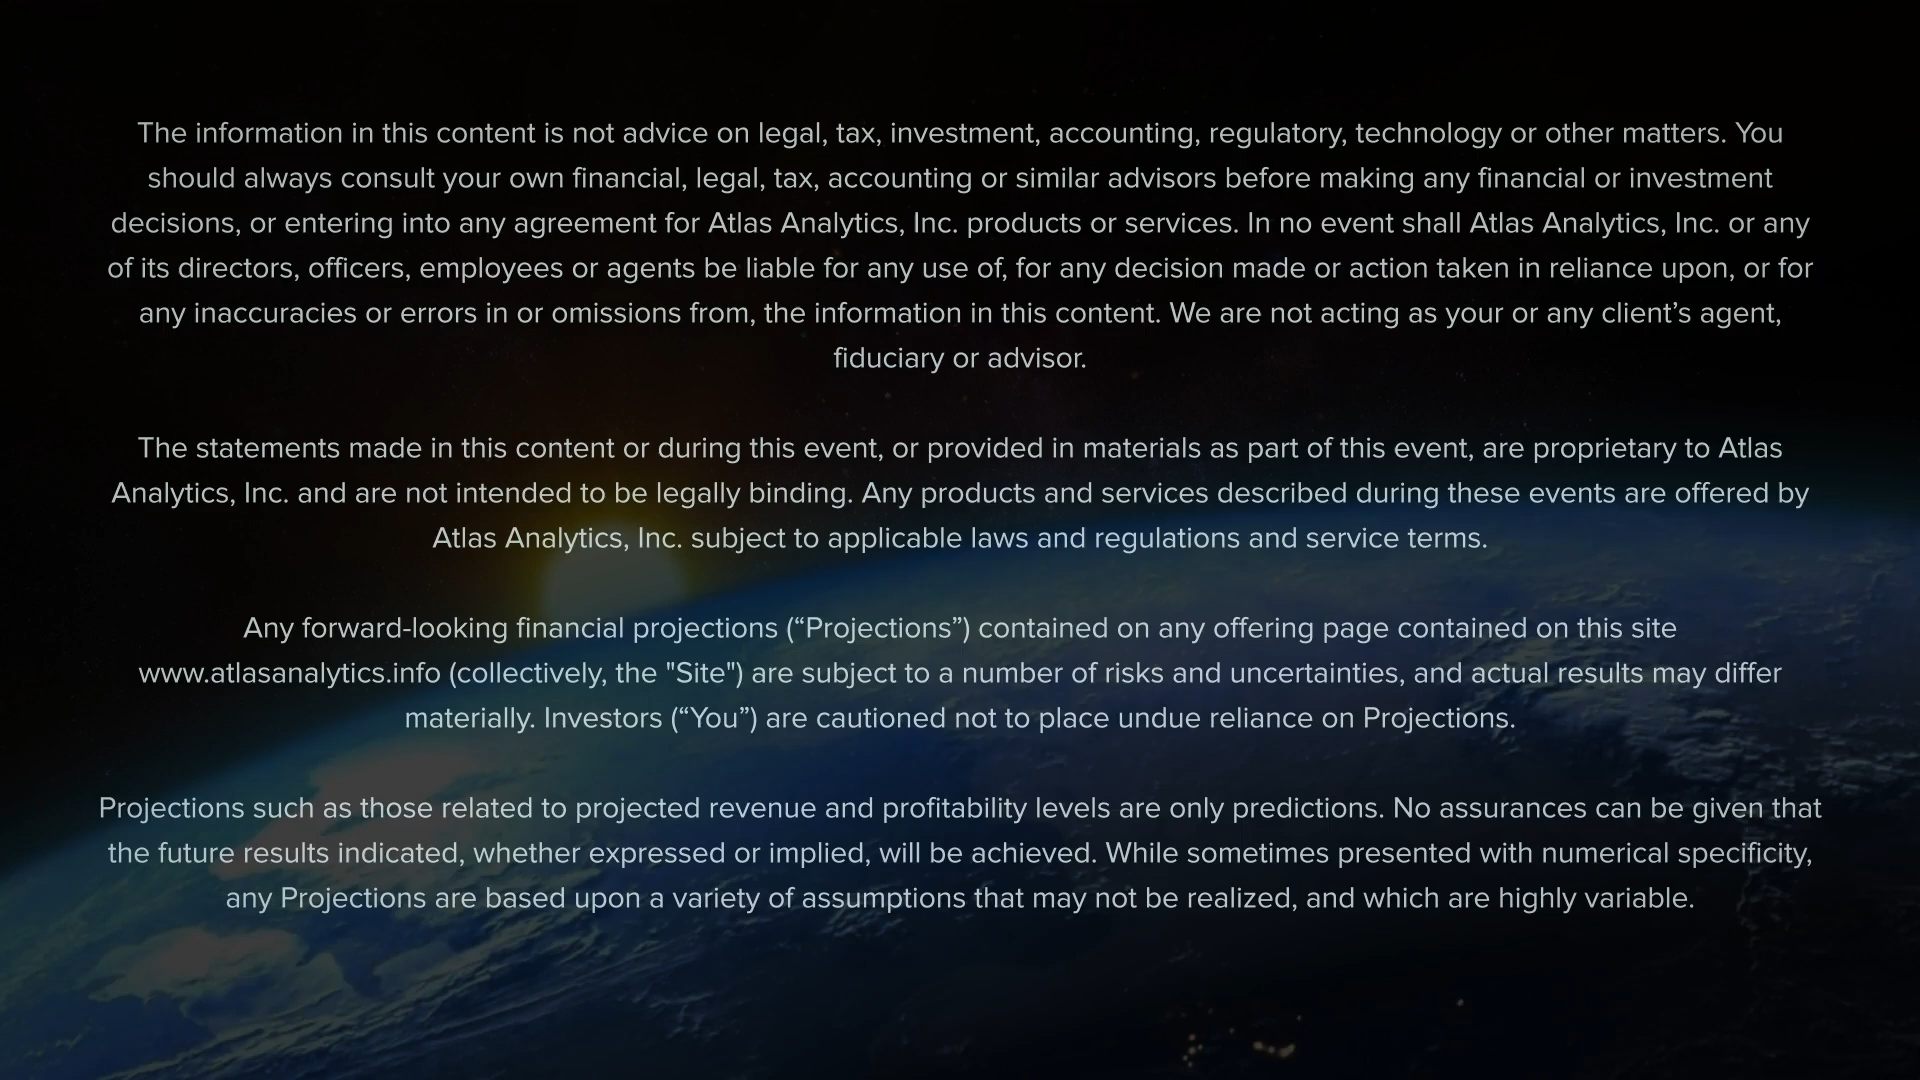 The information in this content is not advice on legal, tax, investment, accounting, regulatory, technology or other matters. You
should always consult your own financial, legal, tax, accounting or similar advisors before making any financial or investment
decisions, or entering into any agreement for Atlas Analytics, Inc. products or services. In no event shall Atlas Analytics, Inc. or any
of its directors, officers, employees or agents be liable for any use of, for any decision made or action taken in reliance upon, or for
any inaccuracies or errors in or omissions from, the information in this content. We are not acting as your or any client’s agent,
fiduciary or advisor.
The statements made in this content or during this event, or provided in materials as part of this event, are proprietary to Atlas
Analytics, Inc. and are not intended to be legally binding. Any products and services described during these events are offered by
Atlas Analytics, Inc. subject to applicable laws and regulations and service terms.
Any forward-looking financial projections (“Projections”) contained on any offering page contained on this site
www.atlasanalytics.info (collectively, the "Site") are subject to a number of risks and uncertainties, and actual results may differ
materially. Investors (“You”) are cautioned not to place undue reliance on Projections.
Projections such as those related to projected revenue and profitability levels are only predictions. No assurances can be given that
the future results indicated, whether expressed or implied, will be achieved. While sometimes presented with numerical specificity,
any Projections are based upon a variety of assumptions that may not be realized, and which are highly variable.